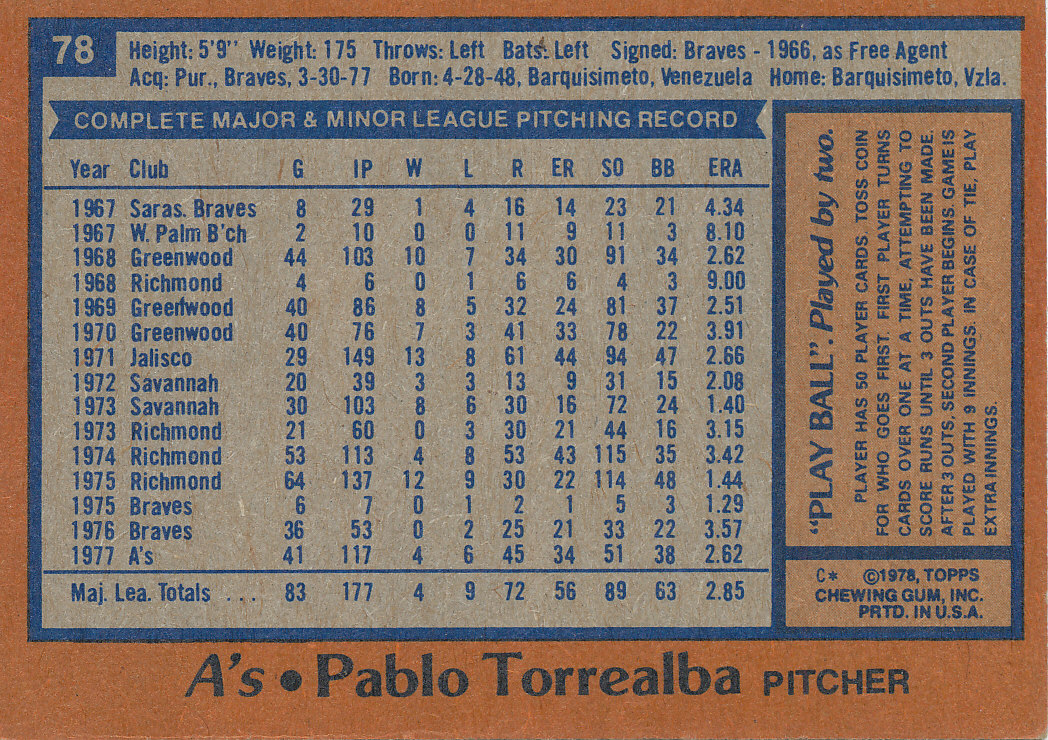 78
Height: 5'9" Weight: 175 Throws: Left Bats: Left Signed: Braves - 1966, as Free Agent
Acq: Pur., Braves, 3-30-77 Born: 4-28-48, Barquisimeto, Venezuela Home: Barquisimeto, Vzla.
COMPLETE MAJOR & MINOR LEAGUE PITCHING RECORD
Year Club G IP W L R ER SO BB ERA
1967 Saras. Braves 8 29 1 4 16 14 23 21 4.34
1967 W. Palm B'ch 2 10 0 0 11 9 11 3 8.10
1968 Greenwood 44 103 10 7 34 30 91 34 2.62
1968 Richmond 4 6 0 1 6 6 4 3 9.00
1969 Greenwood 40 86 8 5 32 24 81 37 2.51
1970 Greenwood 40 76 7 3 41 33 78 22 3.91
1971 Jalisco 29 149 13 8 61 44 94 47 2.66
1972 Savannah 20 39 3 3 13 9 31 15 2.08
1973 Savannah 30 103 8 6 30 16 72 24 1.40
1973 Richmond 21 60 0 3 30 21 44 16 3.15
1974 Richmond 53 113 4 8 53 43 115 35 3.42
1975 Richmond 64 137 12 9 30 22 114 48 1.44
1975 Braves 6 7 0 1 2 1 5 3 1.29
1976 Braves 36 53 0 2 25 21 33 22 3.57
1977 A's 41 117 4 6 45 34 51 38 2.62
Maj. Lea. Totals . . . 83 177 4 9 72 56 89 63 2.85
"PLAY BALL". Played by two.
PLAYER HAS 50 PLAYER CARDS. TOSS COIN
FOR WHO GOES FIRST. FIRST PLAYER TURNS
CARDS OVER ONE AT A TIME, ATTEMPTING TO
SCORE RUNS UNTIL 3 OUTS HAVE BEEN MADE.
AFTER 3 OUTS, SECOND PLAYER BEGINS. GAME IS
PLAYED WITH 9 INNINGS. IN CASE OF TIE, PLAY
EXTRA INNINGS.
C* ©1978, TOPPS
CHEWING GUM, INC.
PRTD. IN U.S.A.
A's • Pablo Torrealba PITCHER